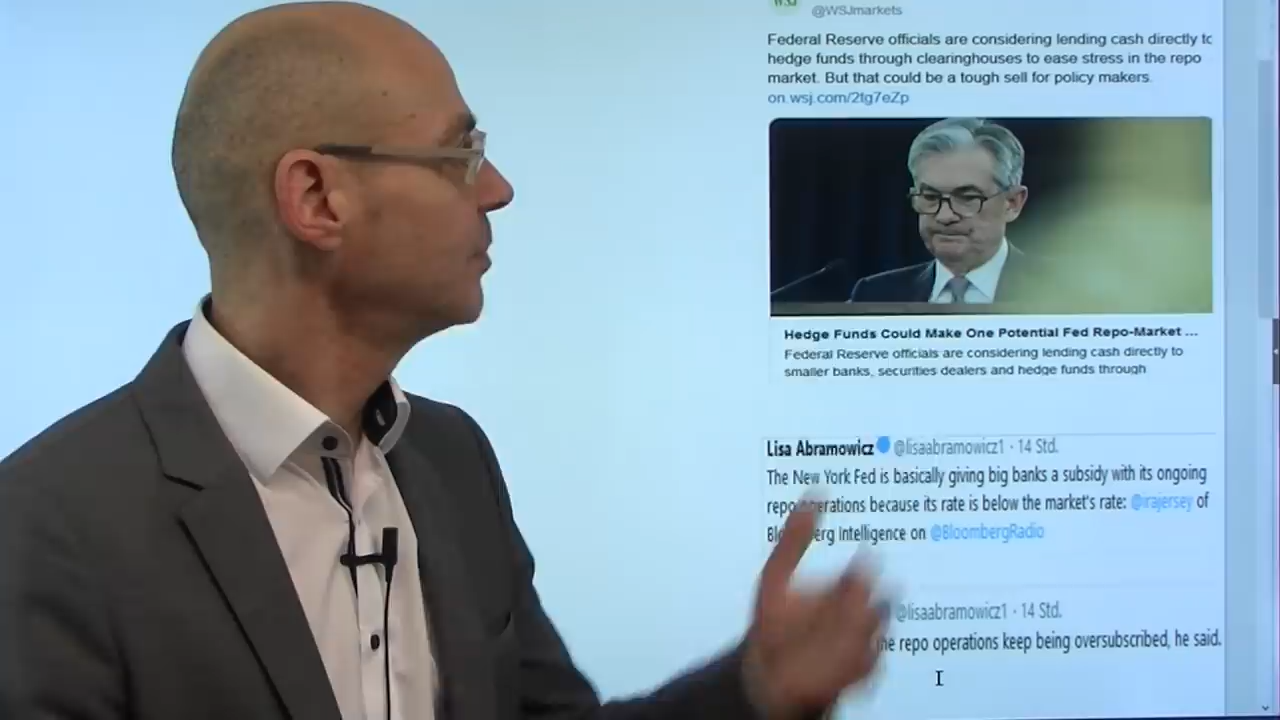 WSJ
@WSJmarkets
Federal Reserve officials are considering lending cash directly to
hedge funds through clearinghouses to ease stress in the repo
market. But that could be a tough sell for policy makers.
on.wsj.com/2tg7eZp
Hedge Funds Could Make One Potential Fed Repo-Market ...
Federal Reserve officials are considering lending cash directly to
smaller banks, securities dealers and hedge funds through
Lisa Abramowicz @lisaabramowicz1 · 14 Std.
The New York Fed is basically giving big banks a subsidy with its ongoing
repo operations because its rate is below the market's rate: @irajersey of
Intelligence on @BloombergRadio
@lisaabramowicz1 · 14 Std.
the repo operations keep being oversubscribed, he said.